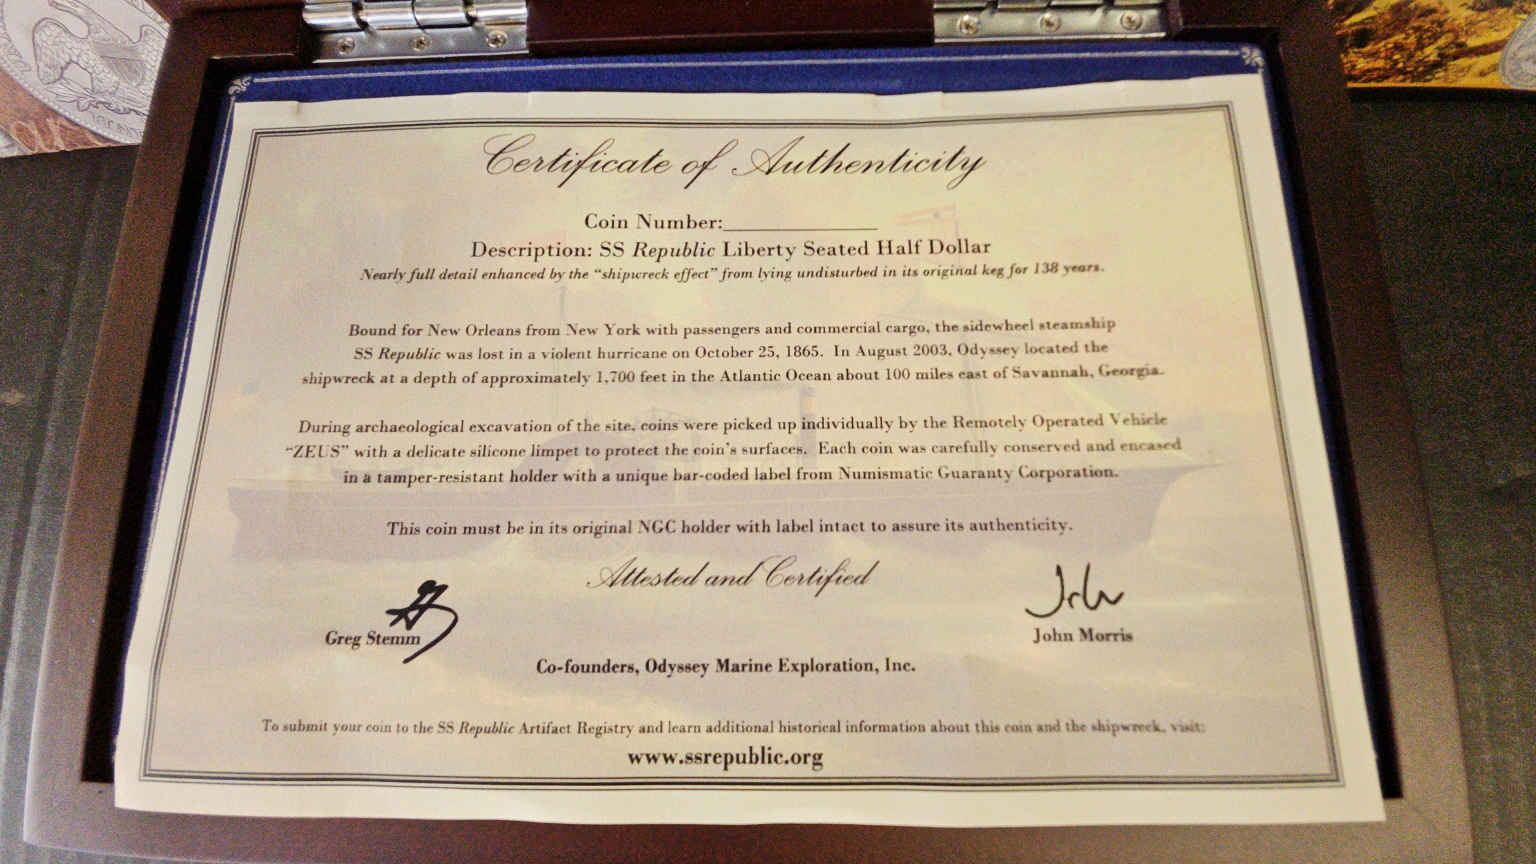 Certificate of Authenticity
Coin Number:______________
Description: SS Republic Liberty Seated Half Dollar
Nearly full detail enhanced by the “shipwreck effect” from lying undisturbed in its original keg for 138 years.
Bound for New Orleans from New York with passengers and commercial cargo, the sidewheel steamship
SS Republic was lost in a violent hurricane on October 25, 1865. In August 2003, Odyssey located the
shipwreck at a depth of approximately 1,700 feet in the Atlantic Ocean about 100 miles east of Savannah, Georgia.
During archaeological excavation of the site, coins were picked up individually by the Remotely Operated Vehicle
“ZEUS” with a delicate silicone limpet to protect the coin’s surfaces. Each coin was carefully conserved and encased
in a tamper-resistant holder with a unique bar-coded label from Numismatic Guaranty Corporation.
This coin must be in its original NGC holder with label intact to assure its authenticity.
Attested and Certified
Greg Stemm
John Morris
Co-founders, Odyssey Marine Exploration, Inc.
To submit your coin to the SS Republic Artifact Registry and learn additional historical information about this coin and the shipwreck, visit:
www.ssrepublic.org